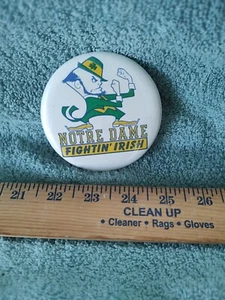 NOTRE DAME
FIGHTIN' IRISH
21 22 23 24 25 26
CLEAN UP
• Cleaner • Rags • Gloves